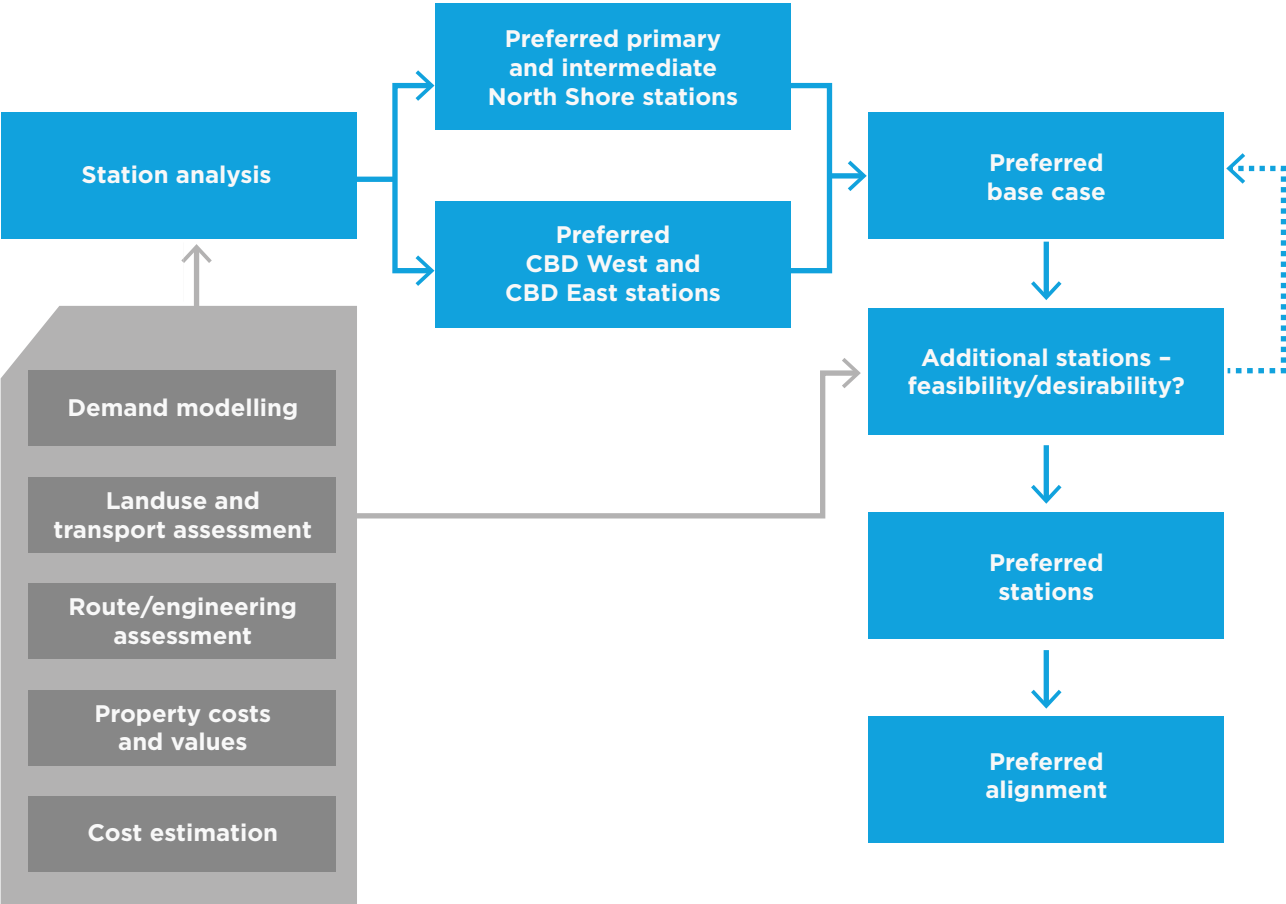 Station analysis
Preferred primary
and intermediate
North Shore stations
Preferred
CBD West and
CBD East stations
Preferred
base case
Additional stations –
feasibility/desirability?
Preferred
stations
Preferred
alignment
Demand modelling
Landuse and
transport assessment
Route/engineering
assessment
Property costs
and values
Cost estimation